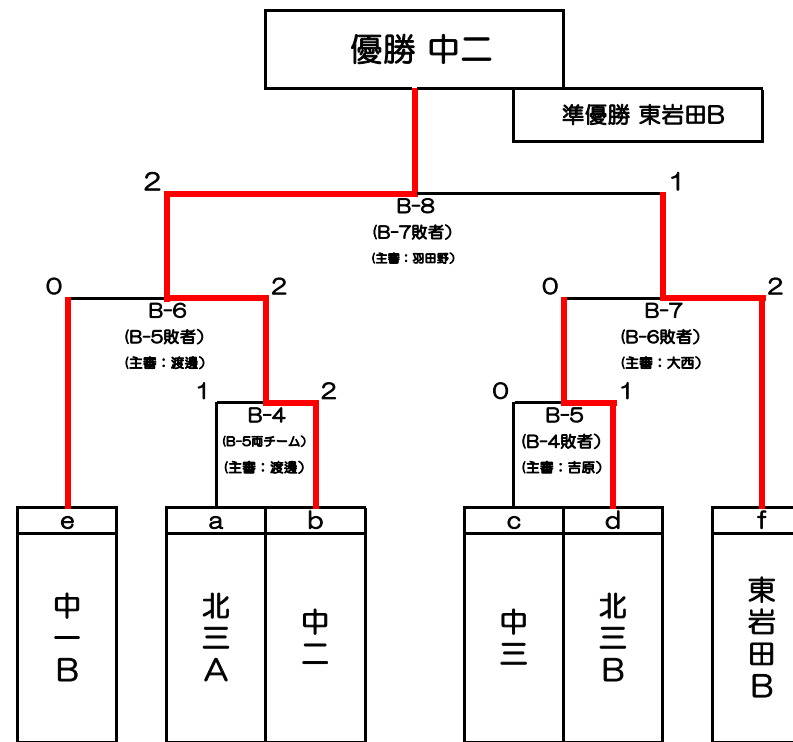 優勝 中二
準優勝 東岩田B
2
1
B-8
(B-7敗者)
(主審：羽田野)
0
2
0
2
B-6
(B-5敗者)
(主審：渡邊)
B-7
(B-6敗者)
(主審：大西)
1
2
0
1
B-4
(B-5両チーム)
(主審：渡邊)
B-5
(B-4敗者)
(主審：吉原)
e
a
b
c
d
f
中一B
北三A
中二
中三
北三B
東岩田B